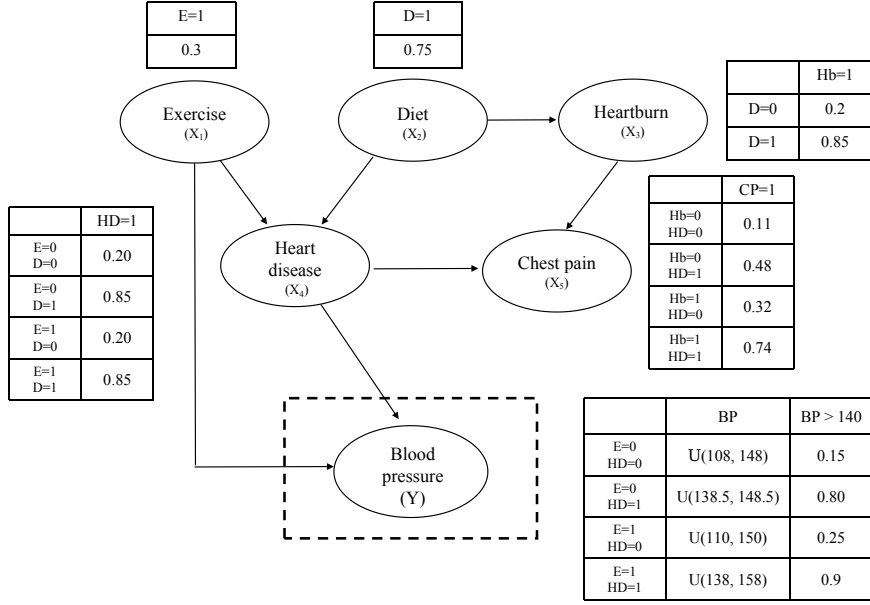 E=1
0.3
D=1
0.75
Exercise
(X₁)
Diet
(X₂)
Heartburn
(X₃)
Hb=1
D=0 0.2
D=1 0.85
HD=1
E=0
D=0
0.20
E=0
D=1
0.85
E=1
D=0
0.20
E=1
D=1
0.85
Heart
disease
(X₄)
Chest pain
(X₅)
CP=1
Hb=0
HD=0
0.11
Hb=0
HD=1
0.48
Hb=1
HD=0
0.32
Hb=1
HD=1
0.74
Blood
pressure
(Y)
BP BP > 140
E=0
HD=0
U(108, 148) 0.15
E=0
HD=1
U(138.5, 148.5) 0.80
E=1
HD=0
U(110, 150) 0.25
E=1
HD=1
U(138, 158) 0.9